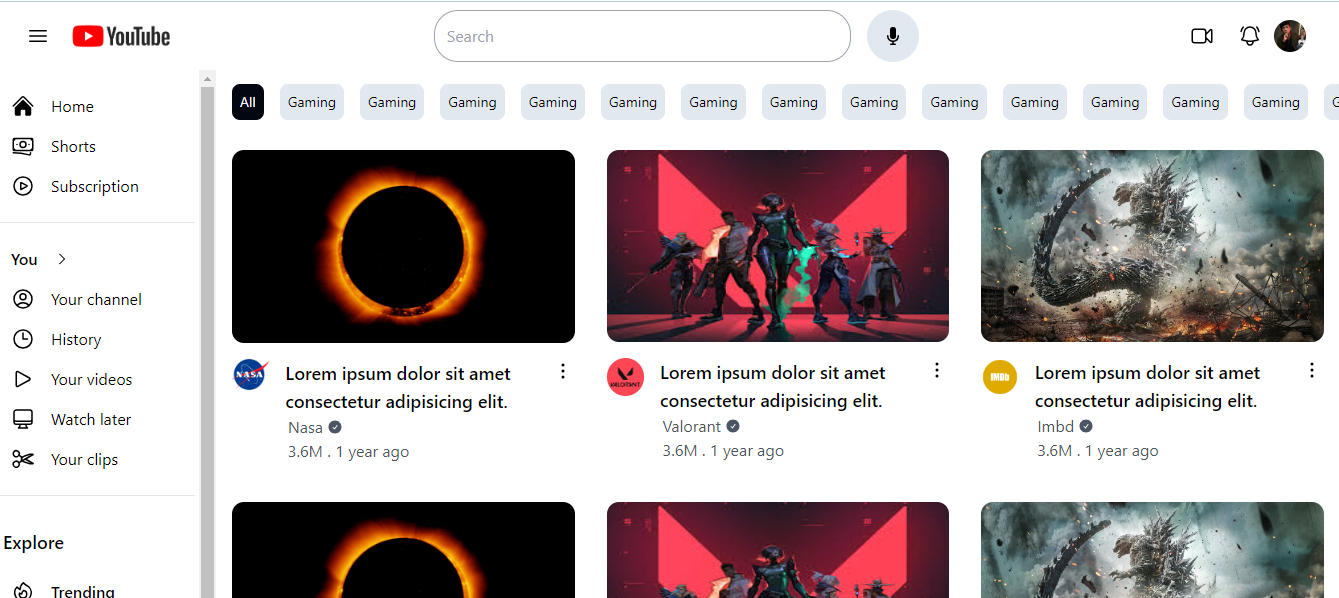 YouTube
Search
Home
Shorts
Subscription
You
Your channel
History
Your videos
Watch later
Your clips
Explore
Trending
All Gaming Gaming Gaming Gaming Gaming Gaming Gaming Gaming Gaming Gaming Gaming Gaming Gaming G
NASA
Lorem ipsum dolor sit amet
consectetur adipisicing elit.
Nasa
3.6M . 1 year ago
VALORANT
Lorem ipsum dolor sit amet
consectetur adipisicing elit.
Valorant
3.6M . 1 year ago
IMDb
Lorem ipsum dolor sit amet
consectetur adipisicing elit.
Imbd
3.6M . 1 year ago